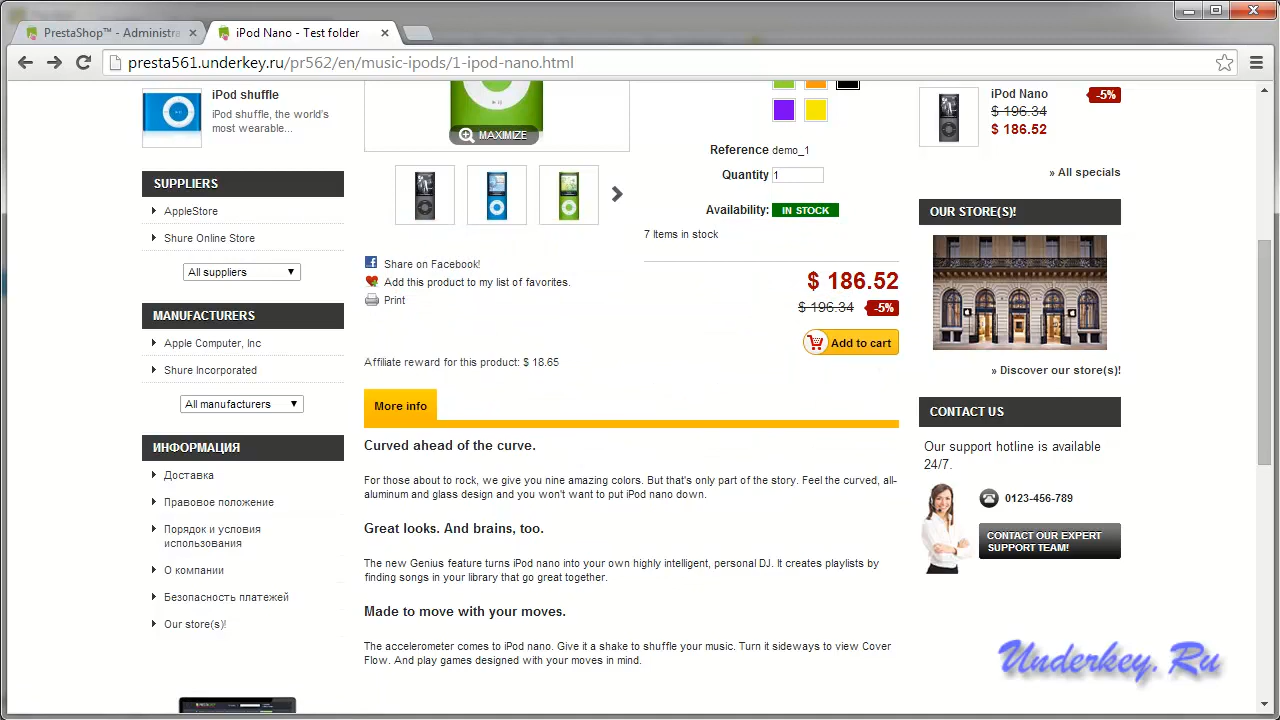 PrestaShop™ - Administra
iPod Nano - Test folder
presta561.underkey.ru/pr562/en/music-ipods/1-ipod-nano.html
iPod shuffle
iPod shuffle, the world's
most wearable...
SUPPLIERS
AppleStore
Shure Online Store
All suppliers
MANUFACTURERS
Apple Computer, Inc
Shure Incorporated
All manufacturers
ИНФОРМАЦИЯ
Доставка
Правовое положение
Порядок и условия
использования
О компании
Безопасность платежей
Our store(s)!
MAXIMIZE
Share on Facebook!
Add this product to my list of favorites.
Print
Affiliate reward for this product: $ 18.65
Reference demo_1
Quantity 1
Availability: IN STOCK
7 Items in stock
$ 186.52
$ 196.34 -5%
Add to cart
More info
Curved ahead of the curve.
For those about to rock, we give you nine amazing colors. But that's only part of the story. Feel the curved, all-
aluminum and glass design and you won't want to put iPod nano down.
Great looks. And brains, too.
The new Genius feature turns iPod nano into your own highly intelligent, personal DJ. It creates playlists by
finding songs in your library that go great together.
Made to move with your moves.
The accelerometer comes to iPod nano. Give it a shake to shuffle your music. Turn it sideways to view Cover
Flow. And play games designed with your moves in mind.
iPod Nano -5%
$ 196.34
$ 186.52
» All specials
OUR STORE(S)!
» Discover our store(s)!
CONTACT US
Our support hotline is available
24/7.
0123-456-789
CONTACT OUR EXPERT
SUPPORT TEAM!
Underkey.Ru